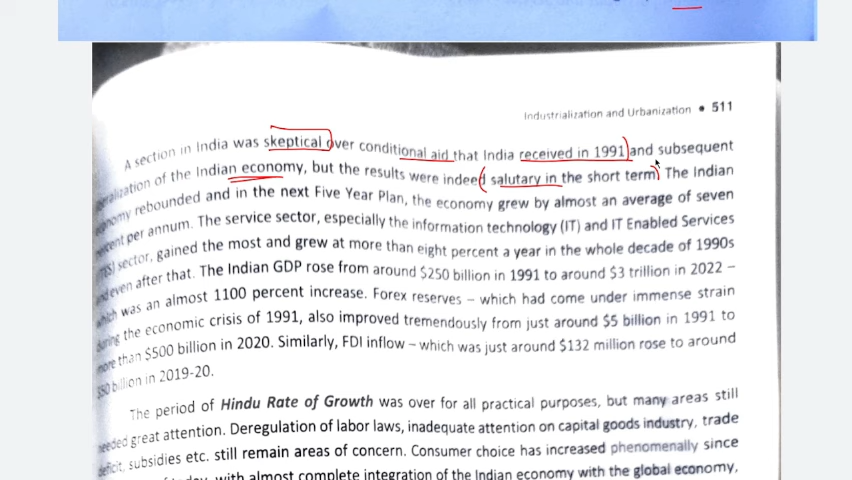 Industrialization and Urbanization • 511
A section in India was skeptical over conditional aid that India received in 1991 and subsequent
of the Indian economy, but the results were indeed salutary in the short term. The Indian
rebounded and in the next Five Year Plan, the economy grew by almost an average of seven
per annum. The service sector, especially the information technology (IT) and IT Enabled Services
sector, gained the most and grew at more than eight percent a year in the whole decade of 1990s
and even after that. The Indian GDP rose from around $250 billion in 1991 to around $3 trillion in 2022 –
which was an almost 1100 percent increase. Forex reserves – which had come under immense strain
during the economic crisis of 1991, also improved tremendously from just around $5 billion in 1991 to
more than $500 billion in 2020. Similarly, FDI inflow – which was just around $132 million rose to around
$50 billion in 2019-20.
The period of Hindu Rate of Growth was over for all practical purposes, but many areas still
needed great attention. Deregulation of labor laws, inadequate attention on capital goods industry, trade
deficit, subsidies etc. still remain areas of concern. Consumer choice has increased phenomenally since
with almost complete integration of the Indian economy with the global economy,